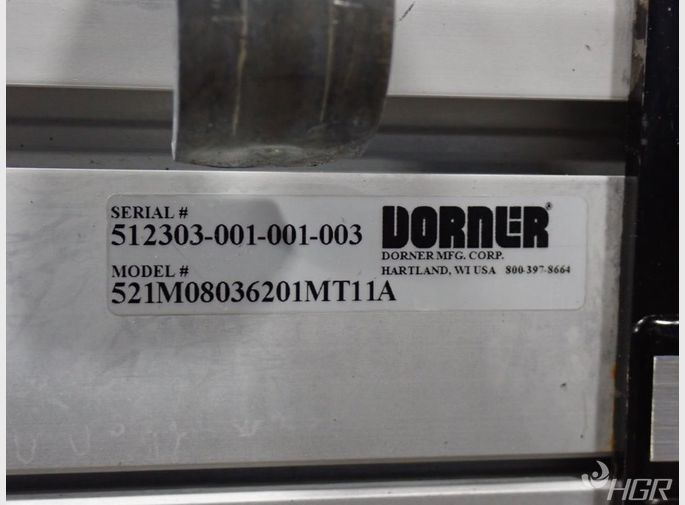 SERIAL #
512303-001-001-003
DORNER®
DORNER MFG. CORP.
HARTLAND, WI USA 800-397-8664
MODEL #
521M08036201MT11A
HGR